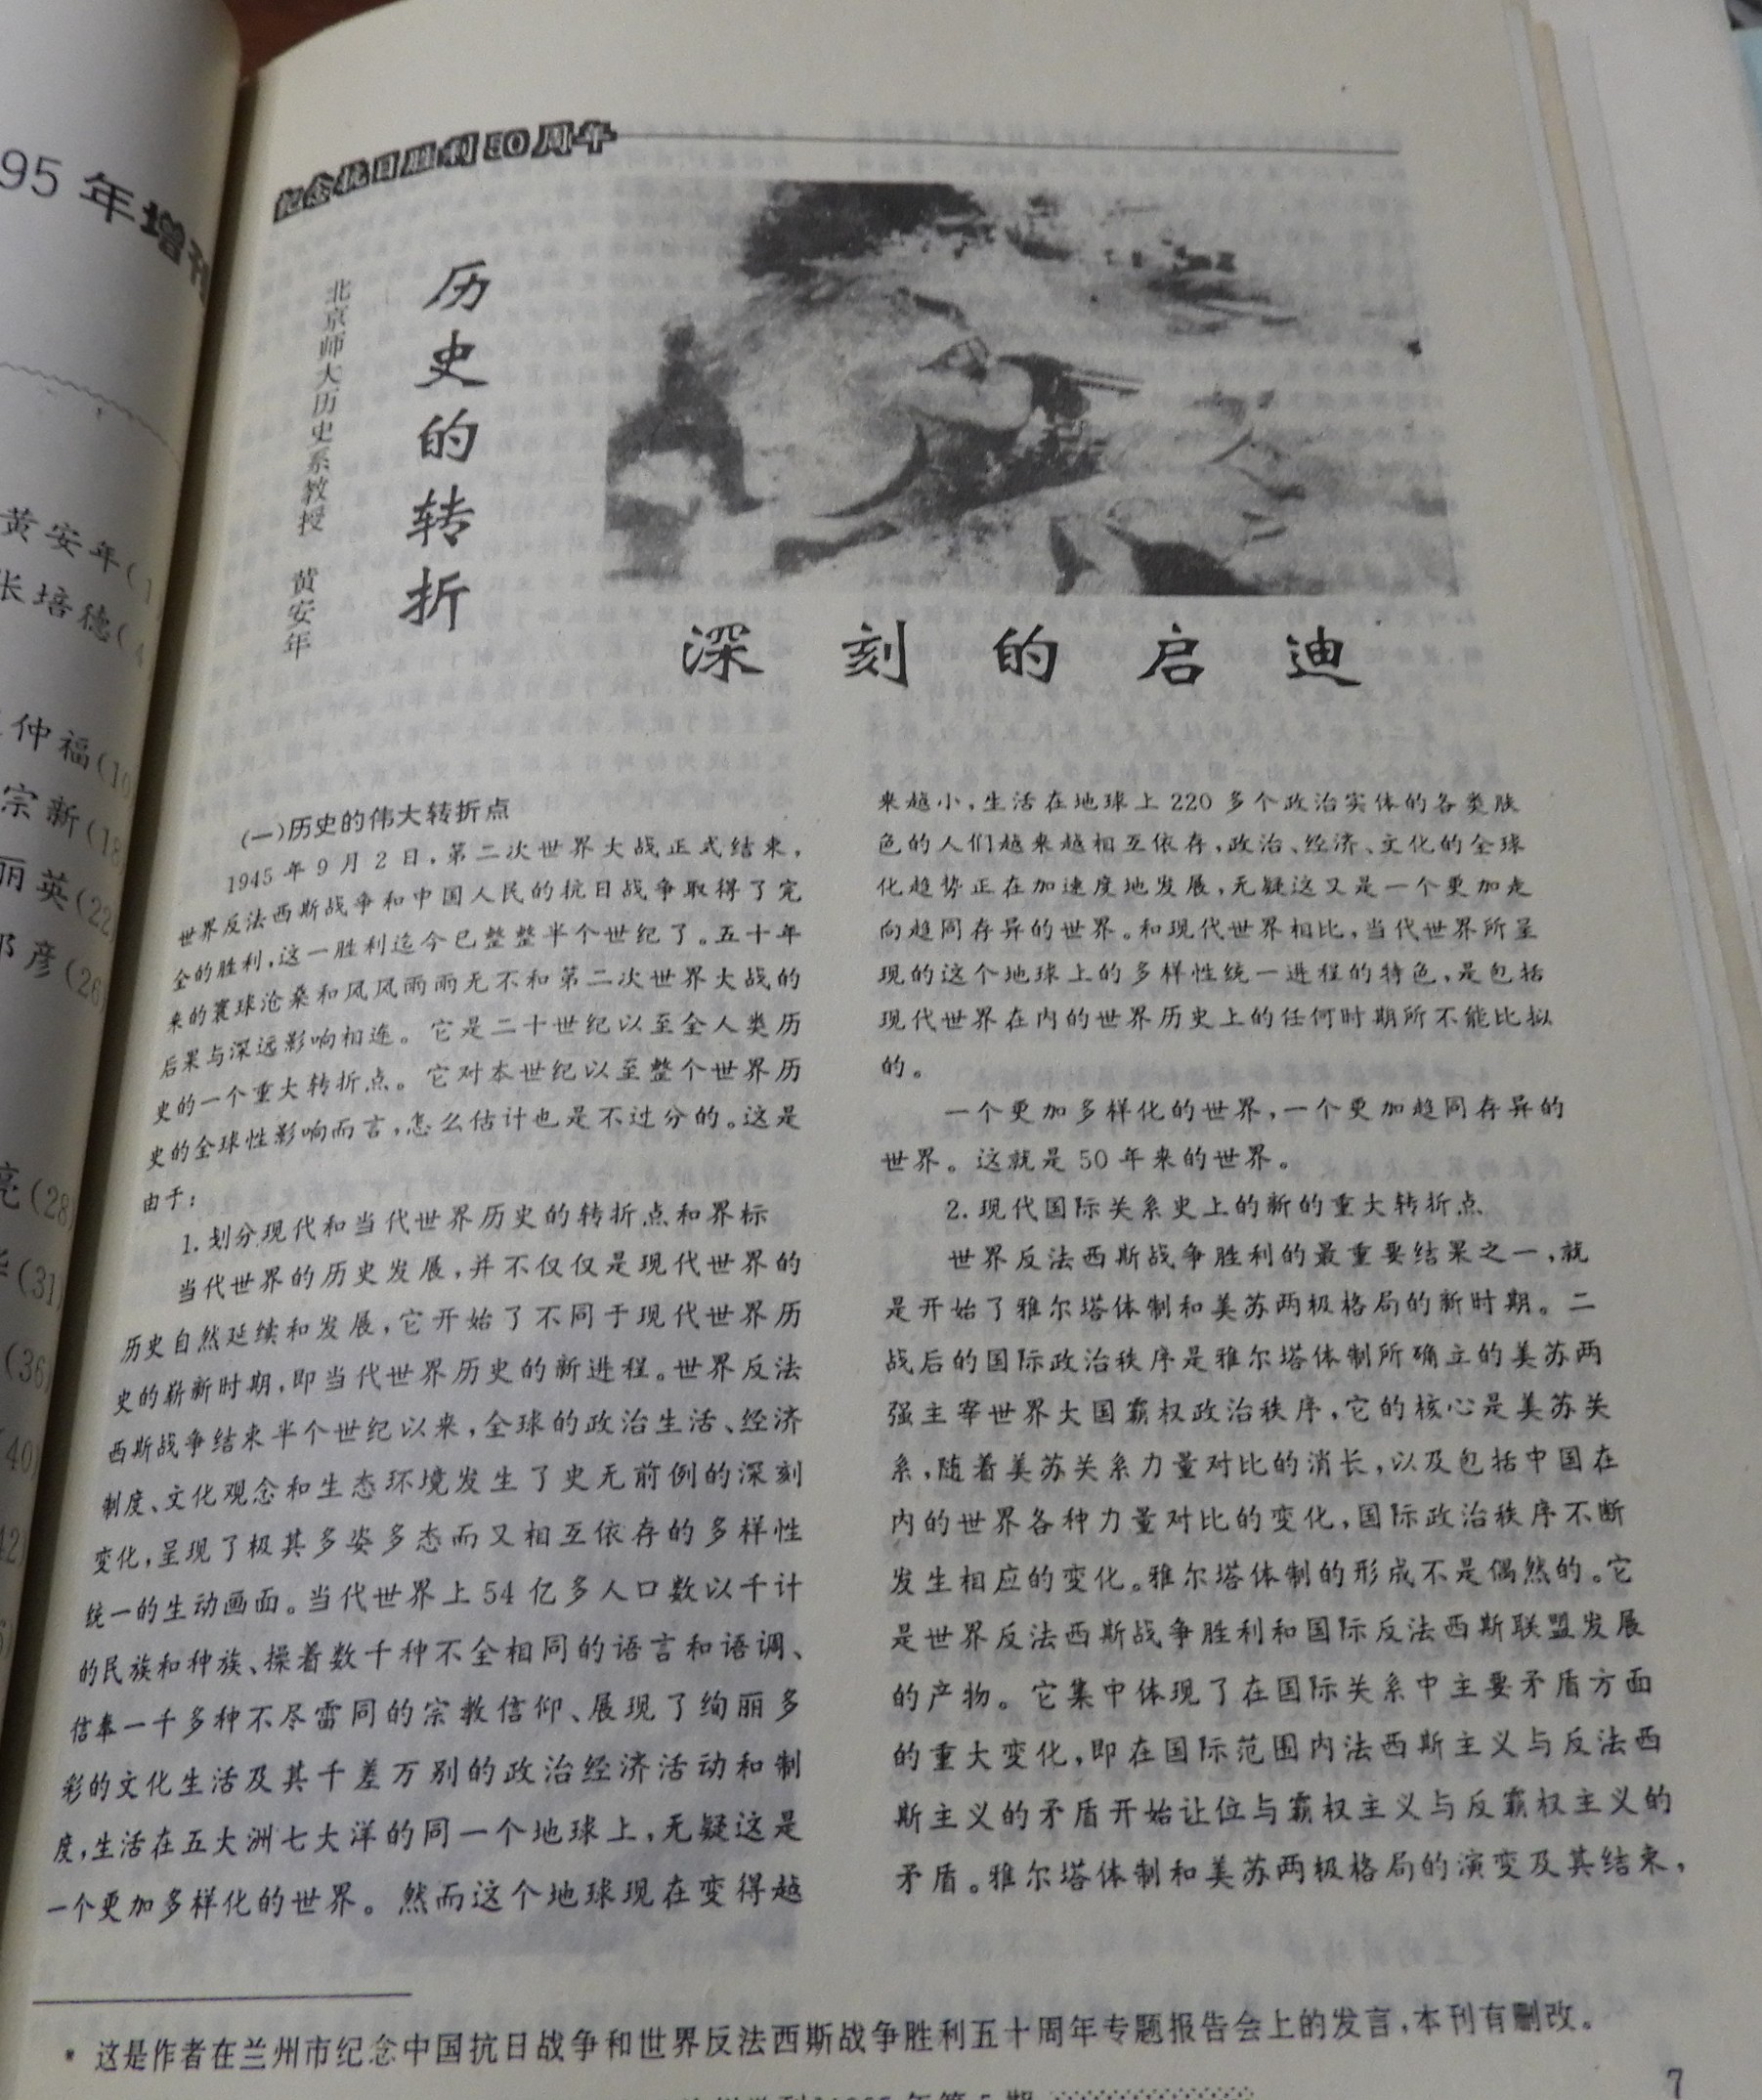 95 年增刊
黄安年(
张培德(4
仲福(10
宗新(18
丽英(22
彦(26
亮(28
(31)
(36)
40)
42)
纪念抗日胜利50周年
历史的转折
北京师大历史系教授 黄安年
深刻的启迪
(一)历史的伟大转折点
1945 年 9 月 2 日,第二次世界大战正式结束,
世界反法西斯战争和中国人民的抗日战争取得了完
全的胜利,这一胜利迄今已整整半个世纪了。五十年
来的寰球沧桑和风风雨雨无不和第二次世界大战的
后果与深远影响相连。它是二十世纪以至全人类历
史的一个重大转折点。它对本世纪以至整个世界历
史的全球性影响而言,怎么估计也是不过分的。这是
由于:
1. 划分现代和当代世界历史的转折点和界标
当代世界的历史发展,并不仅仅是现代世界的
历史自然延续和发展,它开始了不同于现代世界历
史的崭新时期,即当代世界历史的新进程。世界反法
西斯战争结束半个世纪以来,全球的政治生活、经济
制度、文化观念和生态环境发生了史无前例的深刻
变化,呈现了极其多姿多态而又相互依存的多样性
统一的生动画面。当代世界上 54 亿多人口数以千计
的民族和种族、操着数千种不全相同的语言和语调、
信奉一千多种不尽雷同的宗教信仰、展现了绚丽多
彩的文化生活及其千差万别的政治经济活动和制
度,生活在五大洲七大洋的同一个地球上,无疑这是
一个更加多样化的世界。然而这个地球现在变得越
来越小,生活在地球上 220 多个政治实体的各类肤
色的人们越来越相互依存,政治、经济、文化的全球
化趋势正在加速度地发展,无疑这又是一个更加走
向趋同存异的世界。和现代世界相比,当代世界所呈
现的这个地球上的多样性统一进程的特色,是包括
现代世界在内的世界历史上的任何时期所不能比拟
的。
一个更加多样化的世界,一个更加趋同存异的
世界。这就是 50 年来的世界。
2. 现代国际关系史上的新的重大转折点
世界反法西斯战争胜利的最重要结果之一,就
是开始了雅尔塔体制和美苏两极格局的新时期。二
战后的国际政治秩序是雅尔塔体制所确立的美苏两
强主宰世界大国霸权政治秩序,它的核心是美苏关
系,随着美苏关系力量对比的消长,以及包括中国在
内的世界各种力量对比的变化,国际政治秩序不断
发生相应的变化。雅尔塔体制的形成不是偶然的。它
是世界反法西斯战争胜利和国际反法西斯联盟发展
的产物。它集中体现了在国际关系中主要矛盾方面
的重大变化,即在国际范围内法西斯主义与反法西
斯主义的矛盾开始让位与霸权主义与反霸权主义的
矛盾。雅尔塔体制和美苏两极格局的演变及其结束,
* 这是作者在兰州市纪念中国抗日战争和世界反法西斯战争胜利五十周年专题报告会上的发言,本刊有删改。
7